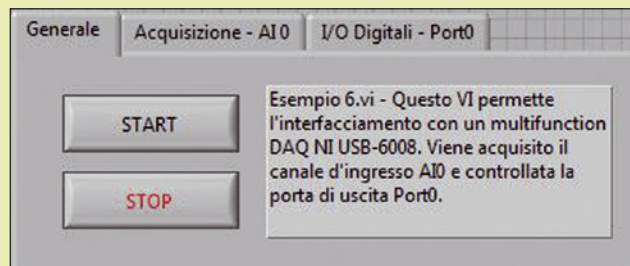 Generale
Acquisizione - AI 0
I/O Digitali - Port0
START
STOP
Esempio 6.vi - Questo VI permette
l'interfacciamento con un multifunction
DAQ NI USB-6008. Viene acquisito il
canale d'ingresso AI0 e controllata la
porta di uscita Port0.